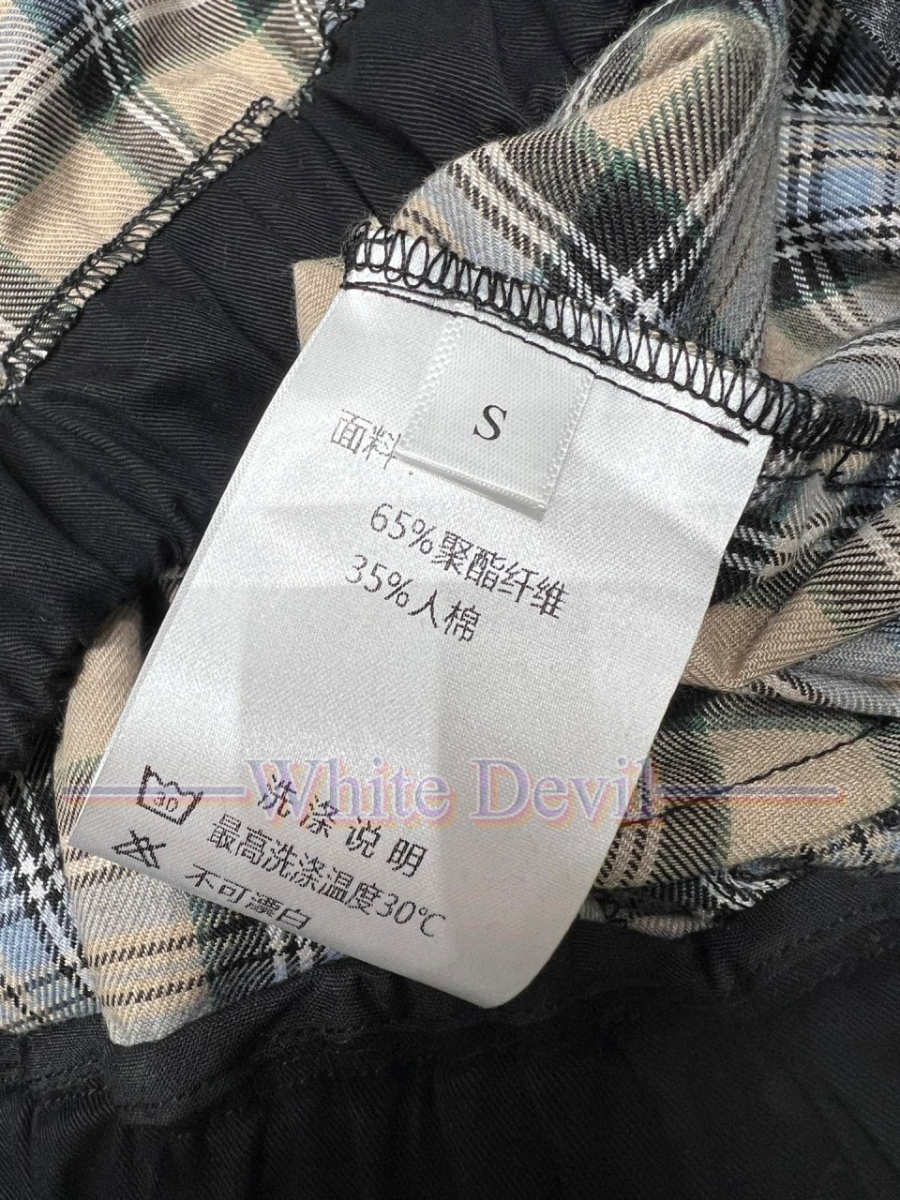 S
面料:
65%聚酯纤维
35%人棉
White Devil
30
洗涤说明
最高洗涤温度30℃
不可漂白